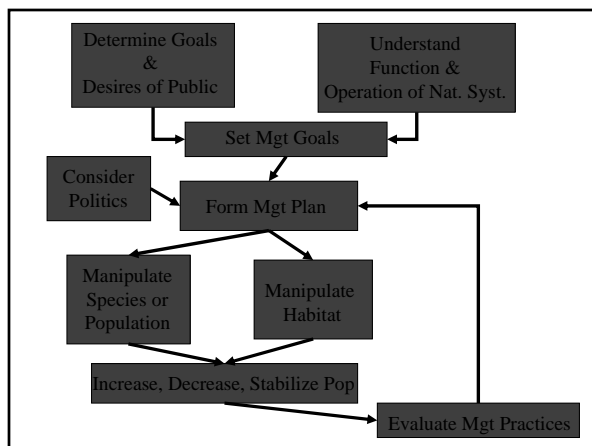 Determine Goals
&
Desires of Public
Understand
Function &
Operation of Nat. Syst.
Set Mgt Goals
Consider
Politics
Form Mgt Plan
Manipulate
Species or
Population
Manipulate
Habitat
Increase, Decrease, Stabilize Pop
Evaluate Mgt Practices